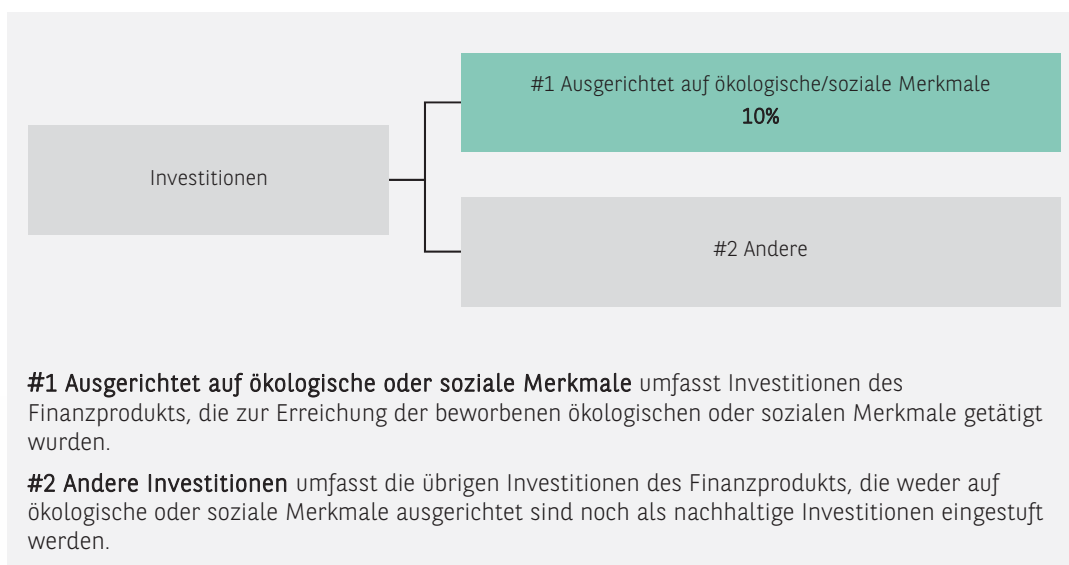 #1 Ausgerichtet auf ökologische/soziale Merkmale
10%
Investitionen
#2 Andere
#1 Ausgerichtet auf ökologische oder soziale Merkmale umfasst Investitionen des
Finanzprodukts, die zur Erreichung der beworbenen ökologischen oder sozialen Merkmale getätigt
wurden.
#2 Andere Investitionen umfasst die übrigen Investitionen des Finanzprodukts, die weder auf
ökologische oder soziale Merkmale ausgerichtet sind noch als nachhaltige Investitionen eingestuft
werden.